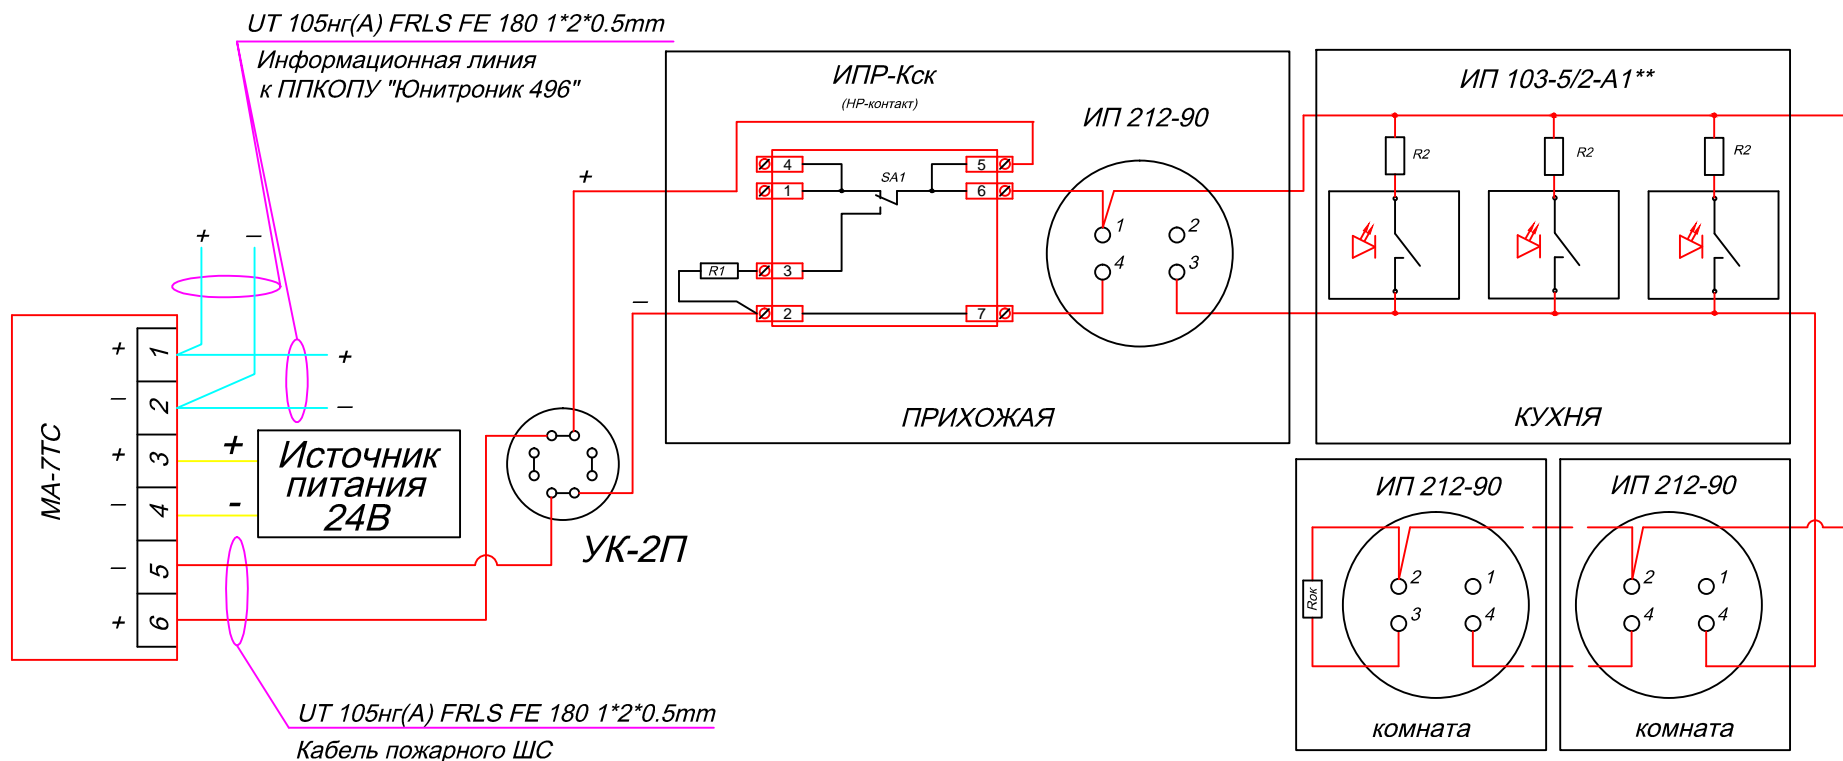 UT 105нг(А) FRLS FE 180 1*2*0.5mm
Информационная линия
к ППКОПУ "Юнитроник 496"
ИПР-Кск
(НР-контакт)
ИП 212-90
ИП 103-5/2-А1**
4
5
1
SA1
6
R1
3
2
7
1
2
4
3
R2
R2
R2
+
−
+
−
ПРИХОЖАЯ
КУХНЯ
МА-7ТС
+
1
−
2
+
3
−
4
−
5
+
6
+
−
+
-
Источник
питания
24В
УК-2П
ИП 212-90
ИП 212-90
2
1
3
4
Rок
2
1
4
4
комната
комната
UT 105нг(А) FRLS FE 180 1*2*0.5mm
Кабель пожарного ШС